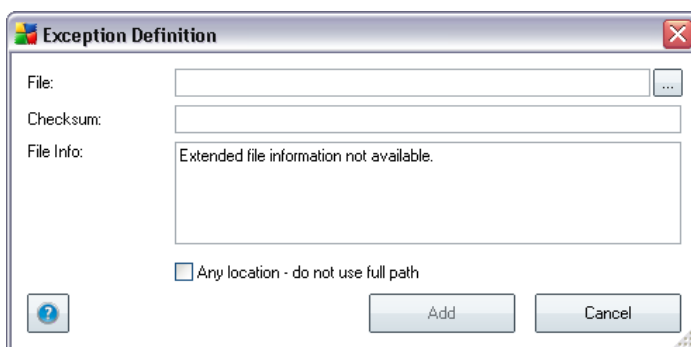 Exception Definition
File:
...
Checksum:
File Info:
Extended file information not available.
Any location - do not use full path
?
Add
Cancel